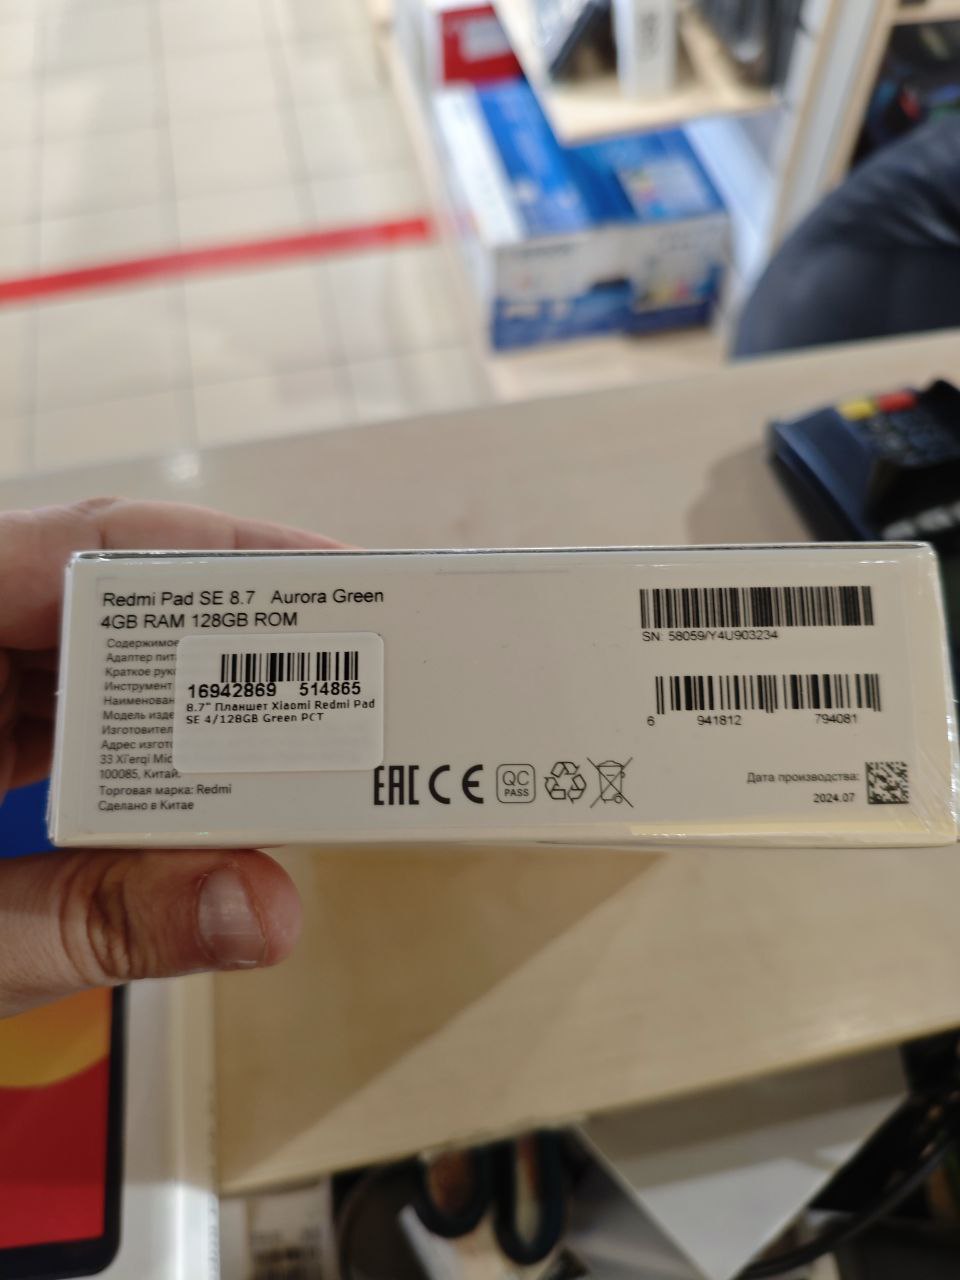 Redmi Pad SE 8.7 Aurora Green
4GB RAM 128GB ROM
Содержимое
Адаптер пит
Краткое рук
Инструмент
Наименован
Модель изде
Изготовител
Адрес изгот
33 Xi'erqi Mid
100085, Китай.
Торговая марка: Redmi
Сделано в Китае
16942869 514865
8.7" Планшет Xiaomi Redmi Pad
SE 4/128GB Green РСТ
EAC CE QC
PASS
SN: 58059/Y4U903234
6 941812 794081
Дата производства:
2024.07